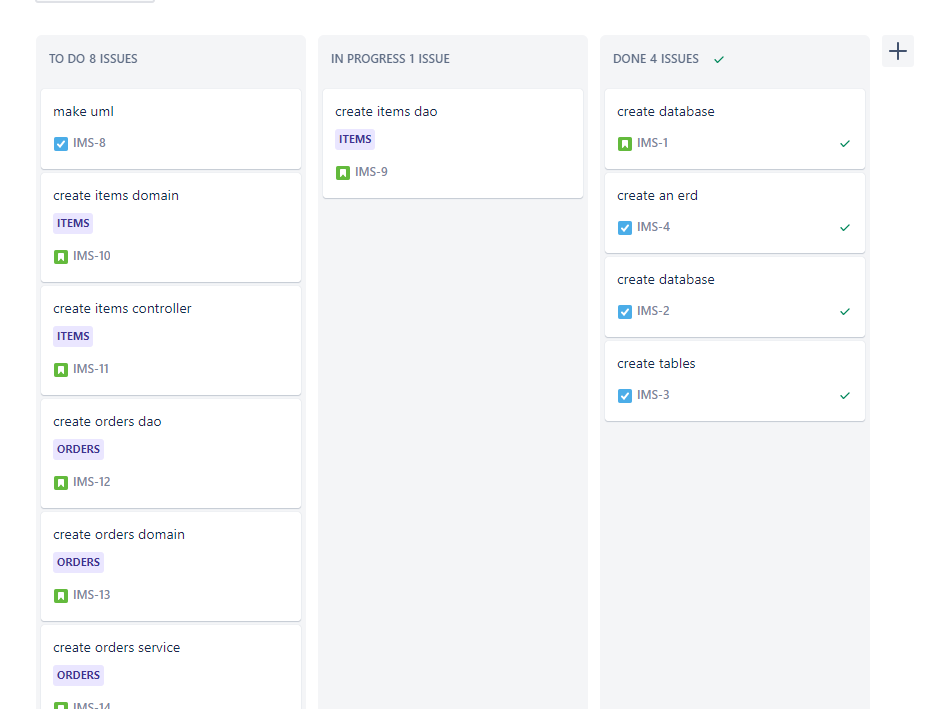 TO DO 8 ISSUES
make uml
IMS-8
create items domain
ITEMS
IMS-10
create items controller
ITEMS
IMS-11
create orders dao
ORDERS
IMS-12
create orders domain
ORDERS
IMS-13
create orders service
ORDERS
IMS-14
IN PROGRESS 1 ISSUE
create items dao
ITEMS
IMS-9
DONE 4 ISSUES
create database
IMS-1
create an erd
IMS-4
create database
IMS-2
create tables
IMS-3